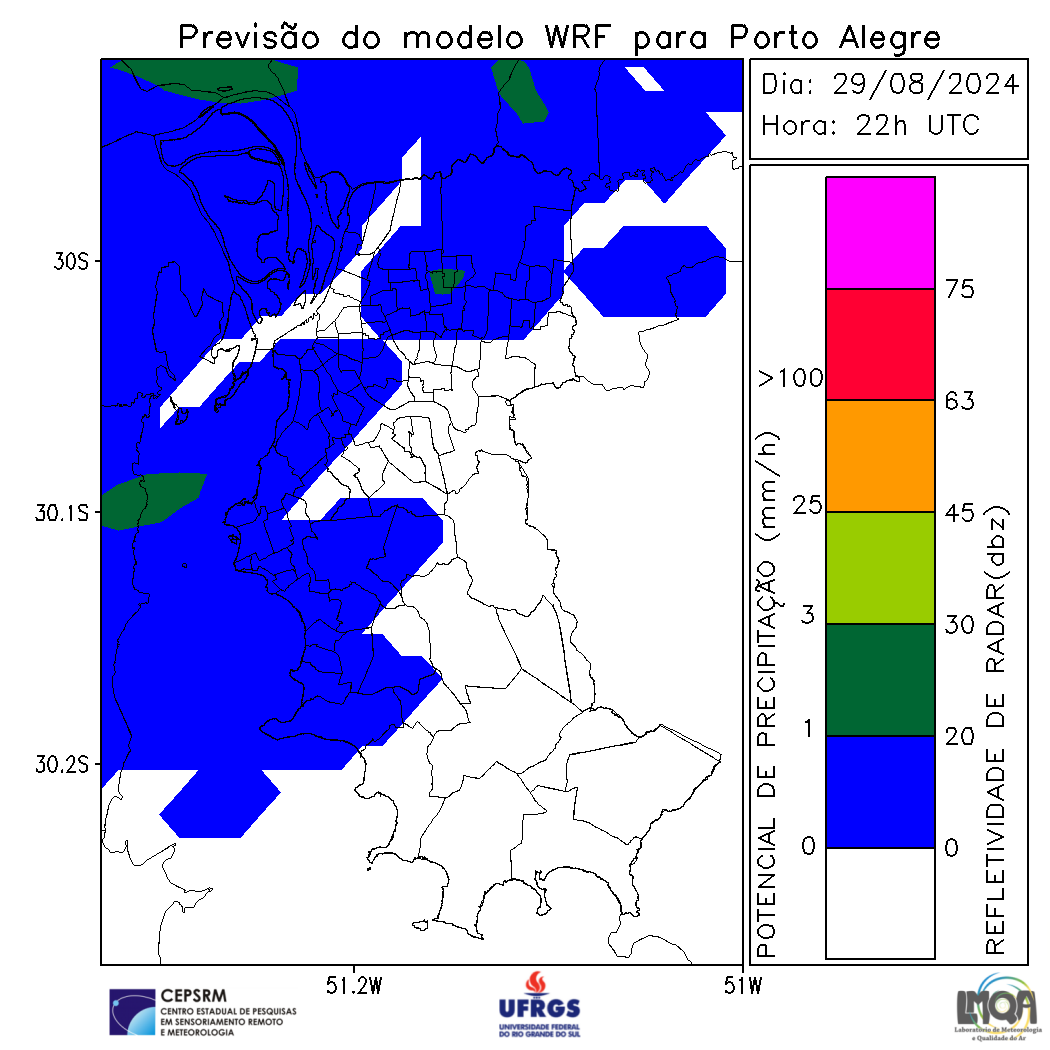 Previsão do modelo WRF para Porto Alegre
Dia: 29/08/2024
Hora: 22h UTC
30S
30.1S
30.2S
51.2W
51W
POTENCIAL DE PRECIPITAÇÃO (mm/h)
>100
25
3
1
0
75
63
45
30
20
0
REFLETIVIDADE DE RADAR(dbz)
CEPSRM
CENTRO ESTADUAL DE PESQUISAS
EM SENSORIAMENTO REMOTO
E METEOROLOGIA
UFRGS
UNIVERSIDADE FEDERAL
DO RIO GRANDE DO SUL
LMQA
Laboratório de Meteorologia
e Qualidade do Ar